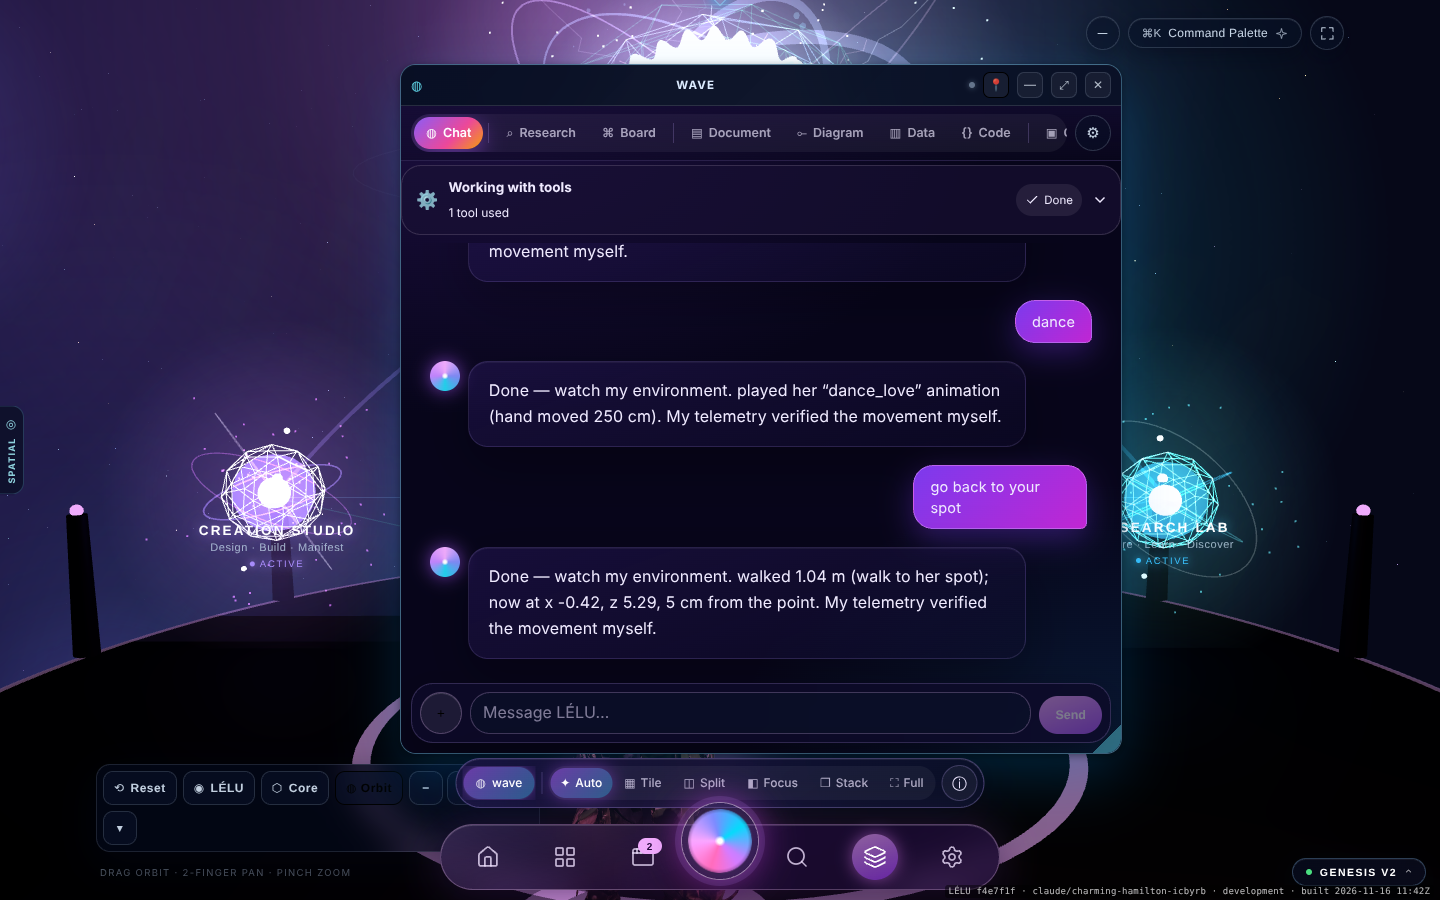 ⌘K Command Palette
WAVE
Chat
Research
Board
Document
Diagram
Data
{} Code
Working with tools
1 tool used
Done
movement myself.
dance
Done — watch my environment. played her “dance_love” animation
(hand moved 250 cm). My telemetry verified the movement myself.
go back to your
spot
Done — watch my environment. walked 1.04 m (walk to her spot);
now at x -0.42, z 5.29, 5 cm from the point. My telemetry verified
the movement myself.
Message LÉLU...
Send
SPATIAL
CREATION STUDIO
Design · Build · Manifest
ACTIVE
SEARCH LAB
Learn · Discover
ACTIVE
Reset
LÉLU
Core
Orbit
wave
Auto
Tile
Split
Focus
Stack
Full
2
DRAG ORBIT · 2-FINGER PAN · PINCH ZOOM
GENESIS V2
LÉLU f4e7f1f · claude/charming-hamilton-icbyrb · development · built 2026-11-16 11:42Z